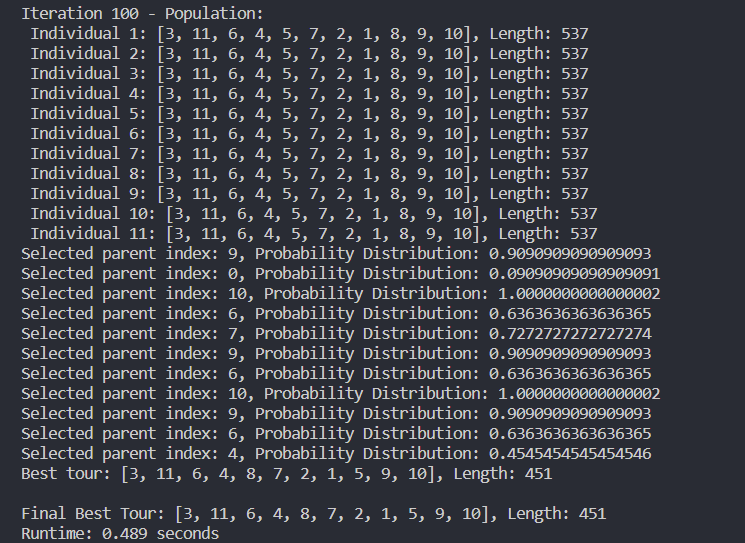 Iteration 100 - Population:
Individual 1: [3, 11, 6, 4, 5, 7, 2, 1, 8, 9, 10], Length: 537
Individual 2: [3, 11, 6, 4, 5, 7, 2, 1, 8, 9, 10], Length: 537
Individual 3: [3, 11, 6, 4, 5, 7, 2, 1, 8, 9, 10], Length: 537
Individual 4: [3, 11, 6, 4, 5, 7, 2, 1, 8, 9, 10], Length: 537
Individual 5: [3, 11, 6, 4, 5, 7, 2, 1, 8, 9, 10], Length: 537
Individual 6: [3, 11, 6, 4, 5, 7, 2, 1, 8, 9, 10], Length: 537
Individual 7: [3, 11, 6, 4, 5, 7, 2, 1, 8, 9, 10], Length: 537
Individual 8: [3, 11, 6, 4, 5, 7, 2, 1, 8, 9, 10], Length: 537
Individual 9: [3, 11, 6, 4, 5, 7, 2, 1, 8, 9, 10], Length: 537
Individual 10: [3, 11, 6, 4, 5, 7, 2, 1, 8, 9, 10], Length: 537
Individual 11: [3, 11, 6, 4, 5, 7, 2, 1, 8, 9, 10], Length: 537
Selected parent index: 9, Probability Distribution: 0.9090909090909093
Selected parent index: 0, Probability Distribution: 0.09090909090909091
Selected parent index: 10, Probability Distribution: 1.0000000000000002
Selected parent index: 6, Probability Distribution: 0.6363636363636365
Selected parent index: 7, Probability Distribution: 0.7272727272727274
Selected parent index: 9, Probability Distribution: 0.9090909090909093
Selected parent index: 6, Probability Distribution: 0.6363636363636365
Selected parent index: 10, Probability Distribution: 1.0000000000000002
Selected parent index: 9, Probability Distribution: 0.9090909090909093
Selected parent index: 6, Probability Distribution: 0.6363636363636365
Selected parent index: 4, Probability Distribution: 0.4545454545454546
Best tour: [3, 11, 6, 4, 8, 7, 2, 1, 5, 9, 10], Length: 451
Final Best Tour: [3, 11, 6, 4, 8, 7, 2, 1, 5, 9, 10], Length: 451
Runtime: 0.489 seconds